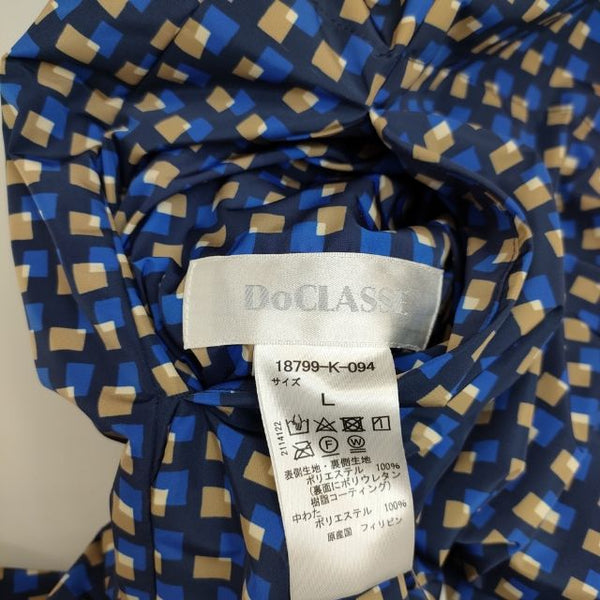 DoCLASSE
18799-K-094
サイズ
L
2114122
F W
表側生地・裏側生地
ポリエステル 100%
(裏面にポリウレタン
樹脂コーティング)
中わた
ポリエステル 100%
原産国 フィリピン